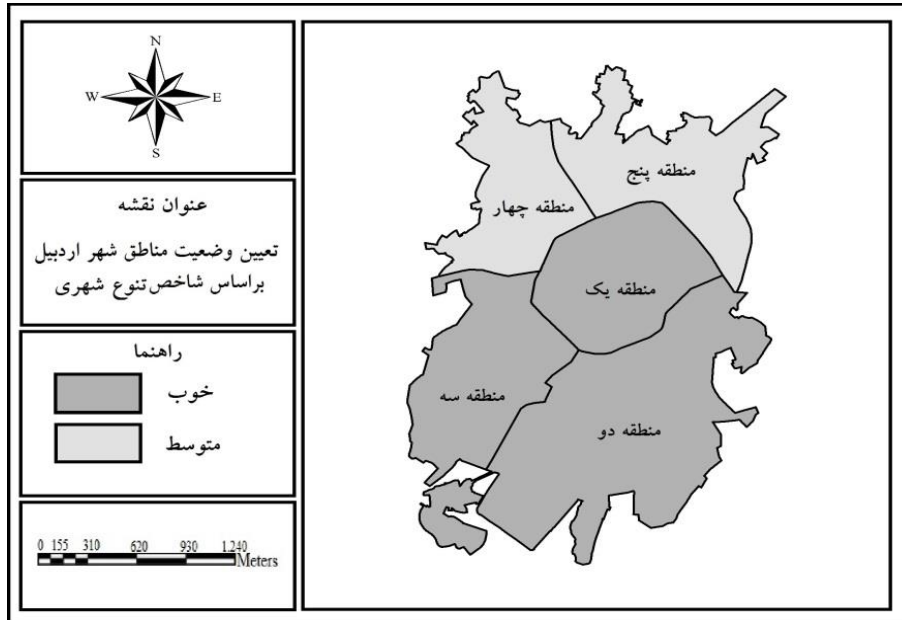 N
W E
S
عنوان نقشه
تعیین وضعیت مناطق شهر اردبیل
براساس شاخص تنوع شهری
راهنما
خوب
متوسط
0 155 310 620 930 1.240
Meters
منطقه پنج
منطقه چهار
منطقه یک
منطقه سه
منطقه دو